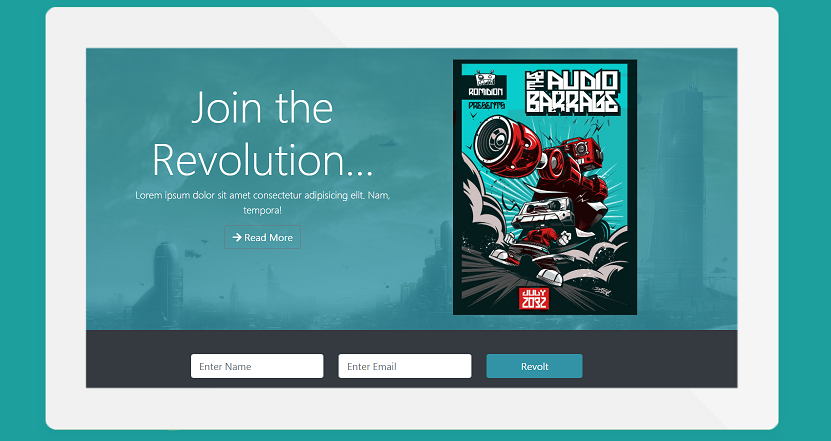 Join the
Revolution...
Lorem ipsum dolor sit amet consectetur adipisicing elit. Nam,
tempora!
Read More
ROMIDION
PRESENTS
THE AUDIO
BARRAGE
JULY
2032
Enter Name
Enter Email
Revolt